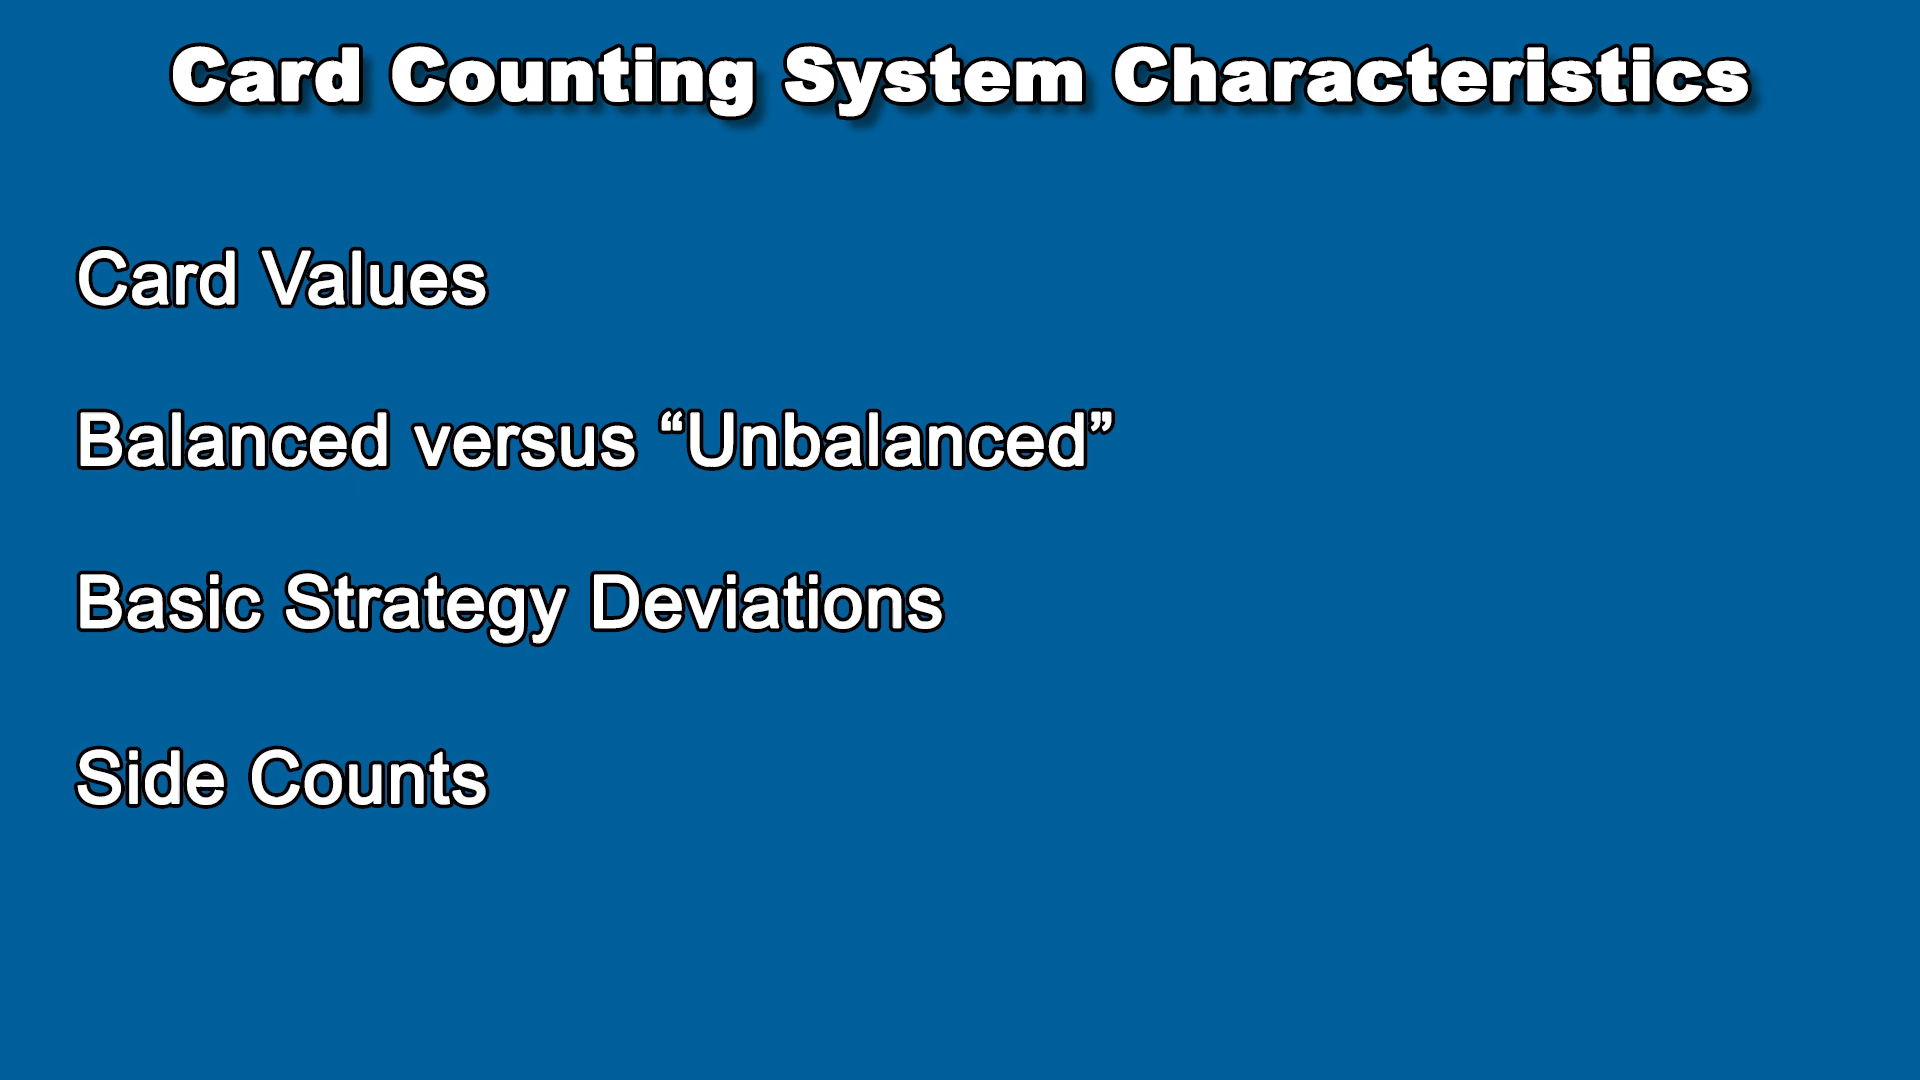 Card Counting System Characteristics
Card Values
Balanced versus “Unbalanced”
Basic Strategy Deviations
Side Counts